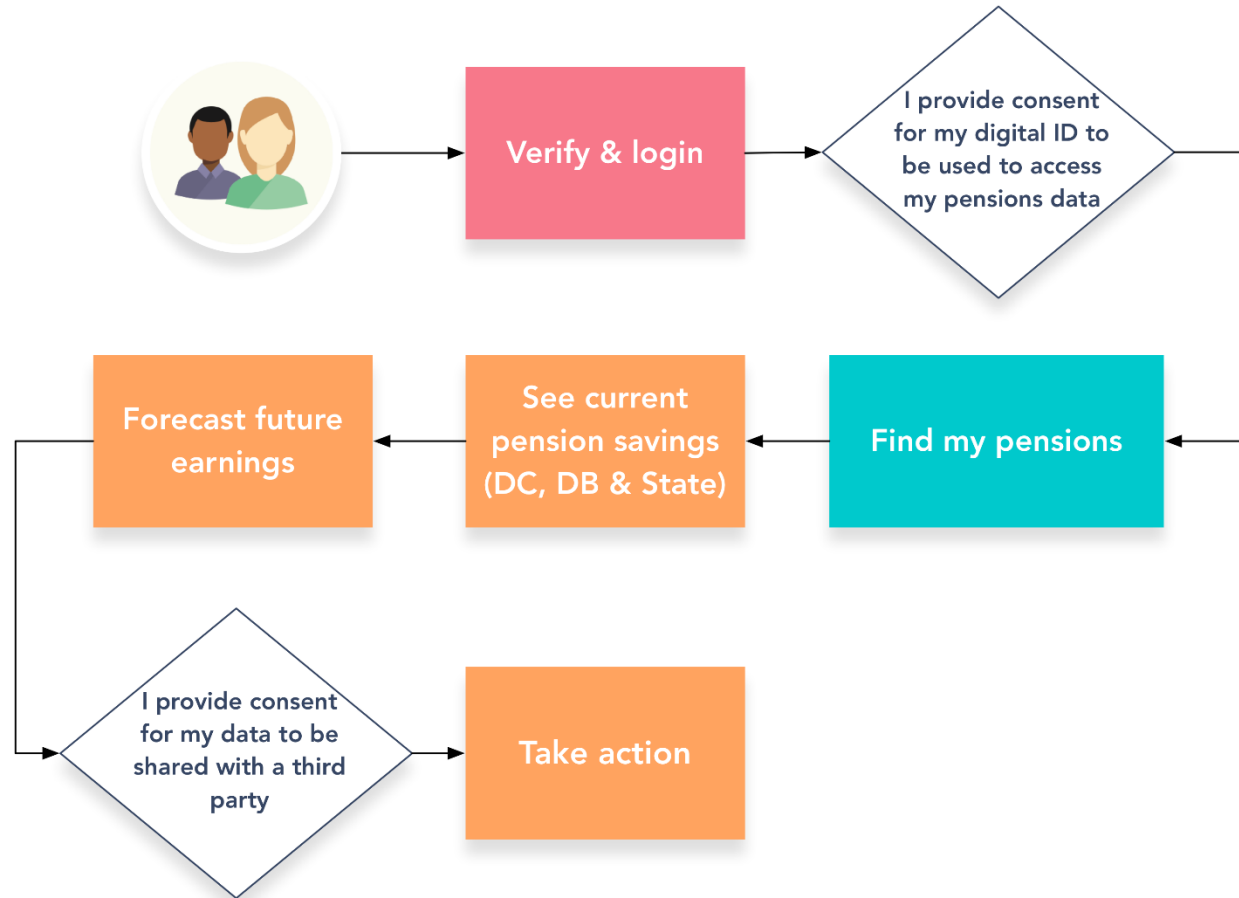 Verify & login
I provide consent
for my digital ID to
be used to access
my pensions data
Forecast future
earnings
See current
pension savings
(DC, DB & State)
Find my pensions
I provide consent
for my data to be
shared with a third
party
Take action